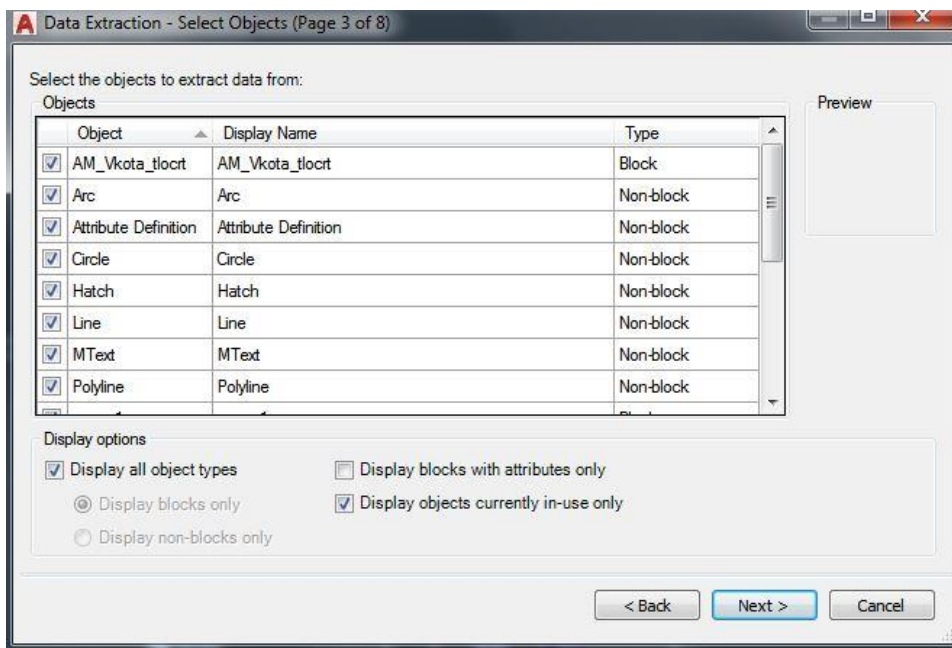 Data Extraction - Select Objects (Page 3 of 8)
Select the objects to extract data from:
Objects
Preview
Object Display Name Type
AM_Vkota_tlocrt AM_Vkota_tlocrt Block
Arc Arc Non-block
Attribute Definition Attribute Definition Non-block
Circle Circle Non-block
Hatch Hatch Non-block
Line Line Non-block
MText MText Non-block
Polyline Polyline Non-block
Display options
Display all object types
Display blocks with attributes only
Display blocks only
Display objects currently in-use only
Display non-blocks only
< Back Next > Cancel